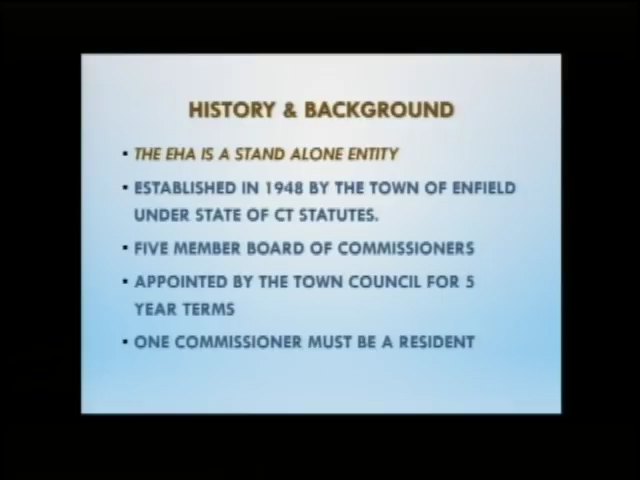 HISTORY & BACKGROUND
• THE EHA IS A STAND ALONE ENTITY
• ESTABLISHED IN 1948 BY THE TOWN OF ENFIELD
UNDER STATE OF CT STATUTES.
• FIVE MEMBER BOARD OF COMMISSIONERS
• APPOINTED BY THE TOWN COUNCIL FOR 5
YEAR TERMS
• ONE COMMISSIONER MUST BE A RESIDENT